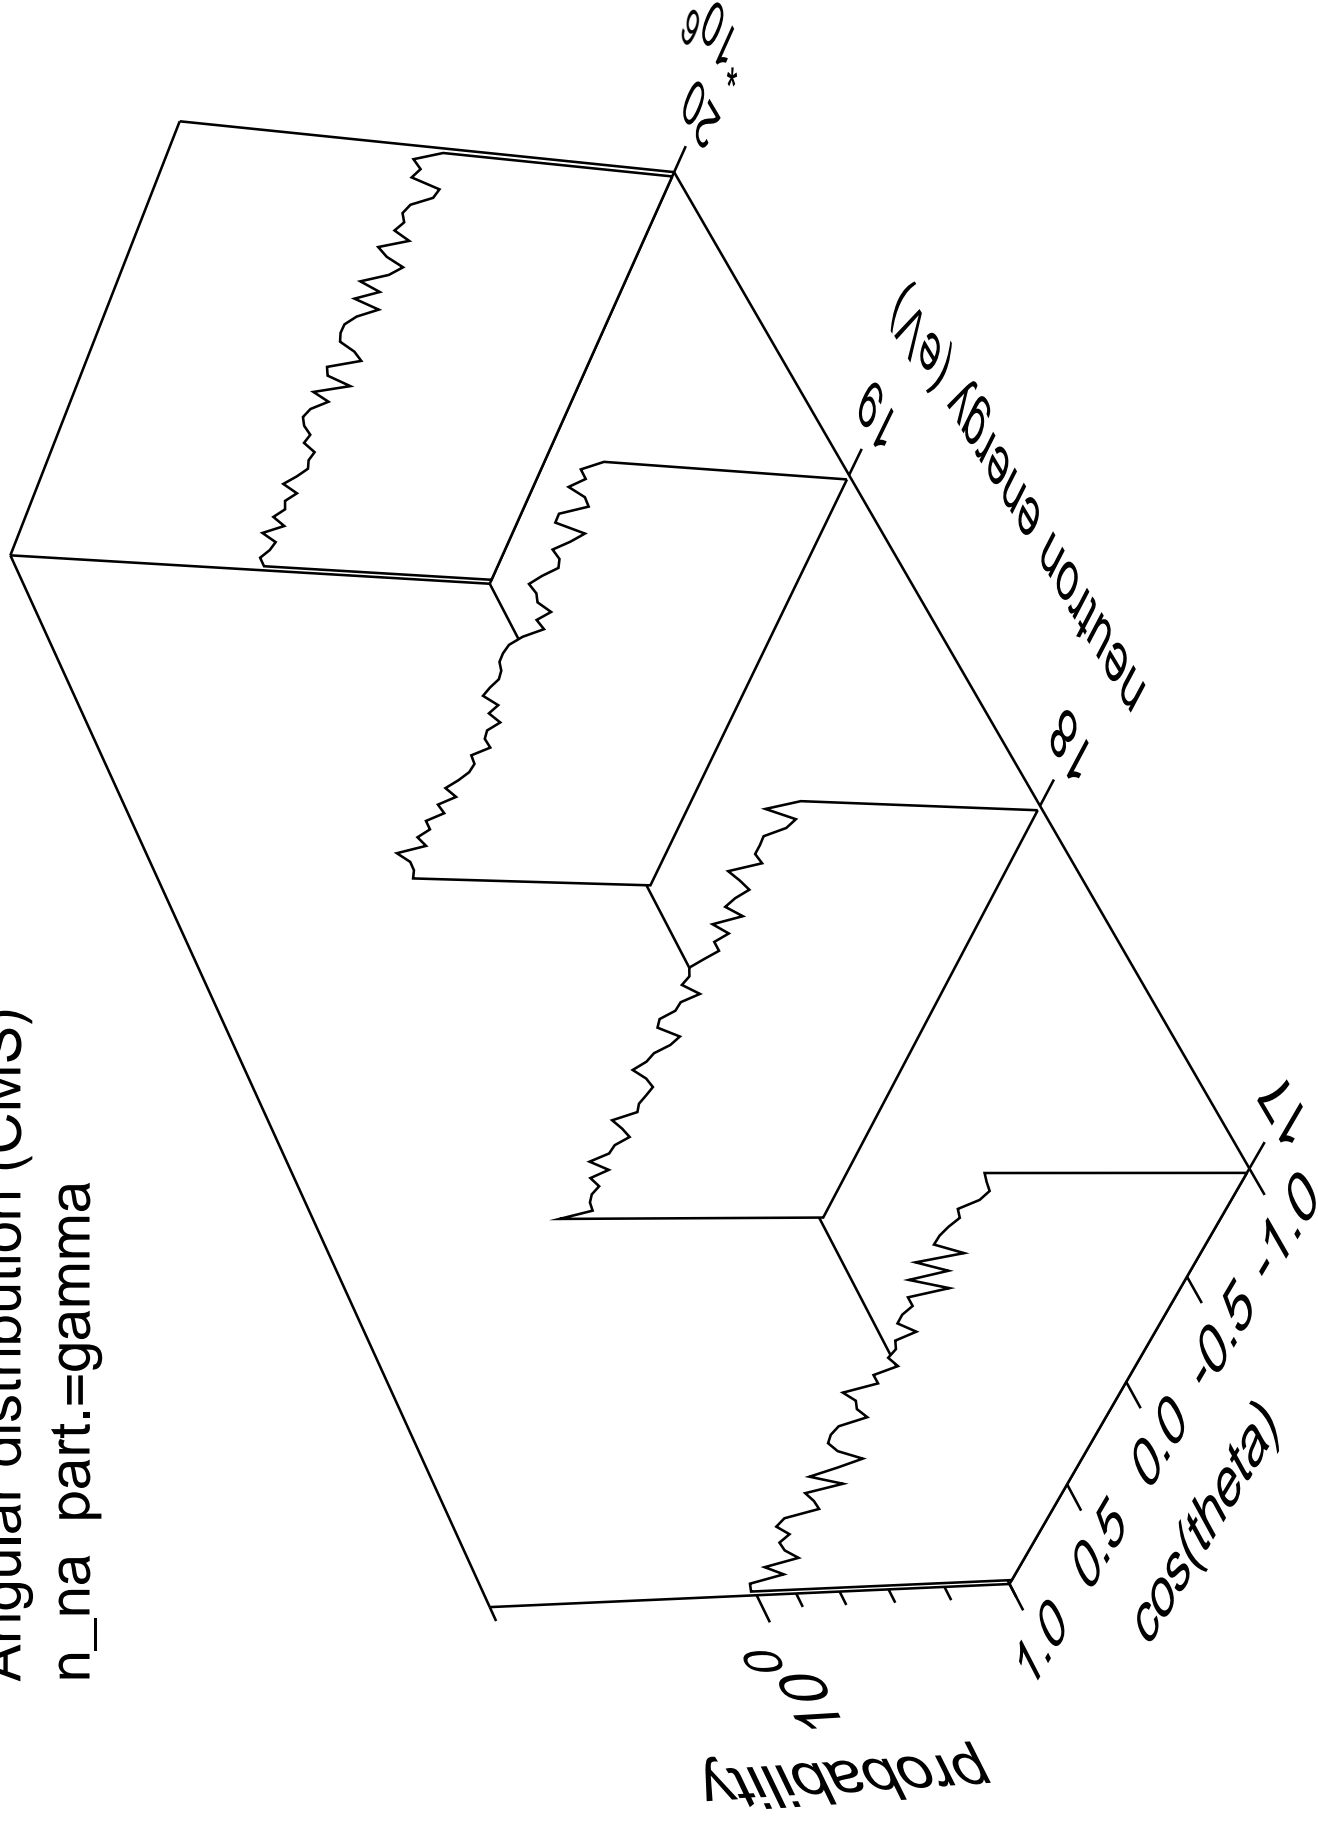 Angular distribution (CMS)
n_na part.=gamma
probability
10 0
1.0 0.5 0.0 -0.5 -1.0
cos(theta)
17 18 19 20
* 10 6
neutron energy (eV)